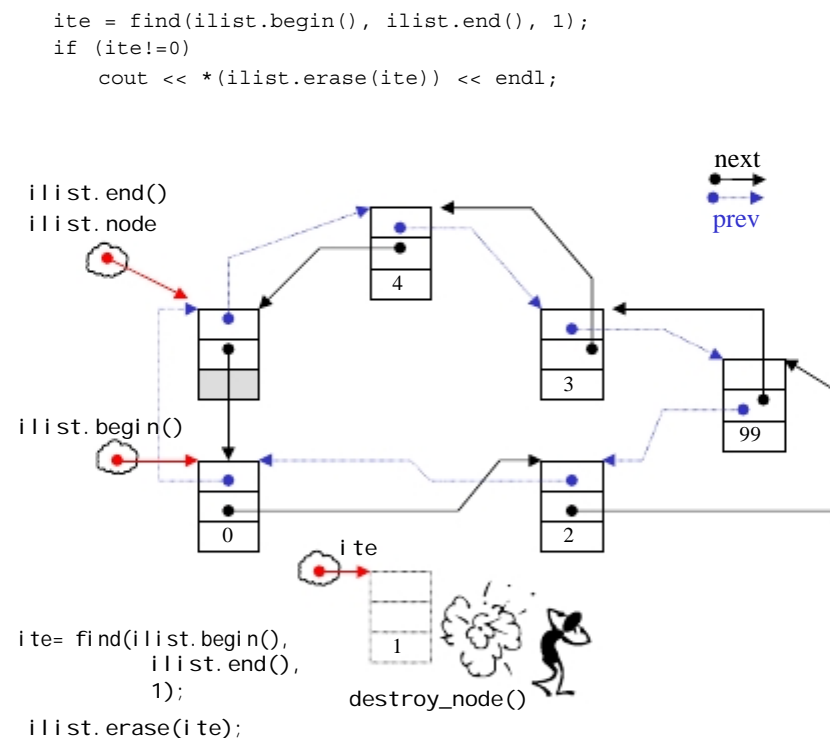 ite = find(ilist.begin(), ilist.end(), 1);
if (ite!=0)
cout << *(ilist.erase(ite)) << endl;
next
prev
ilist.end()
ilist.node
4
3
99
ilist.begin()
0
2
ite
1
destroy_node()
ite= find(ilist.begin(),
ilist.end(),
1);
ilist.erase(ite);